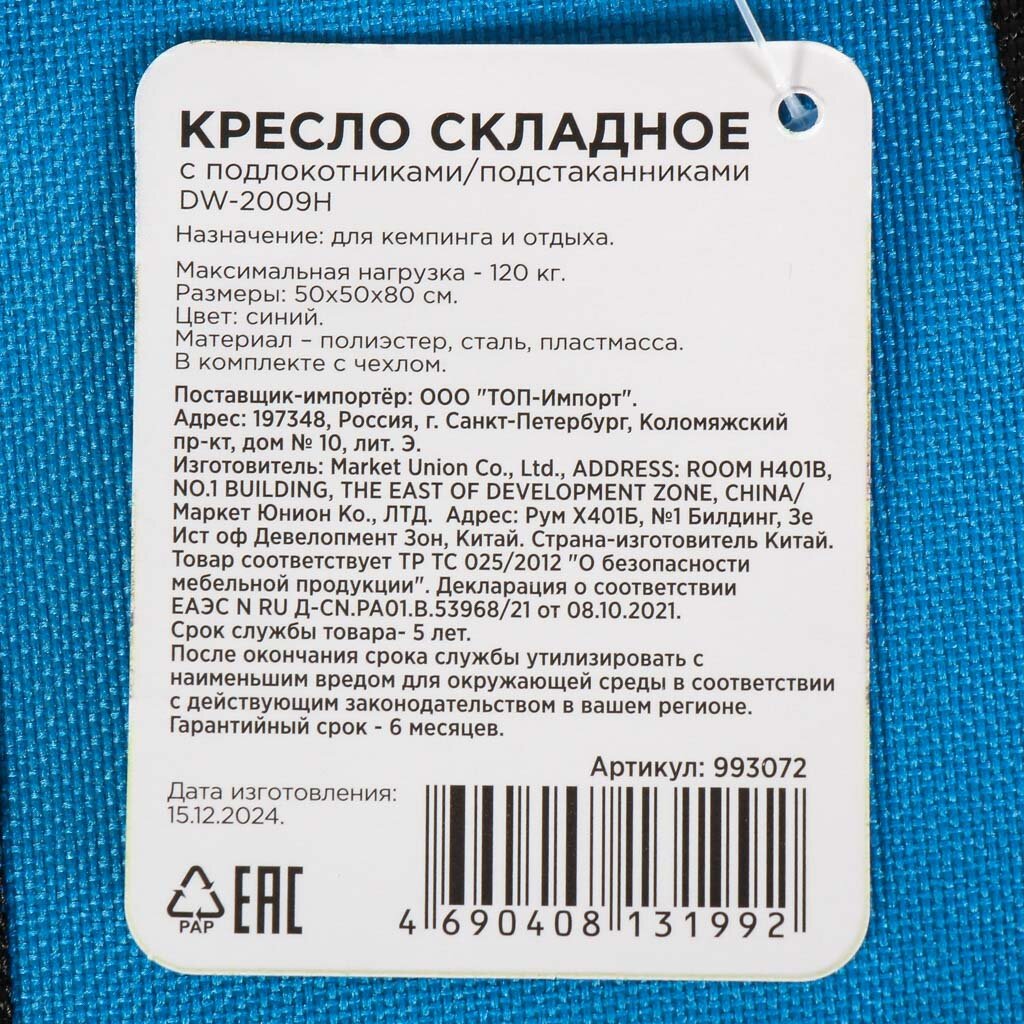 КРЕСЛО СКЛАДНОЕ
с подлокотниками/подстаканниками
DW-2009H
Назначение: для кемпинга и отдыха.
Максимальная нагрузка - 120 кг.
Размеры: 50х50х80 см.
Цвет: синий.
Материал – полиэстер, сталь, пластмасса.
В комплекте с чехлом.
Поставщик-импортёр: ООО "ТОП-Импорт".
Адрес: 197348, Россия, г. Санкт-Петербург, Коломяжский
пр-кт, дом № 10, лит. Э.
Изготовитель: Market Union Co., Ltd., ADDRESS: ROOM H401B,
NO.1 BUILDING, THE EAST OF DEVELOPMENT ZONE, CHINA/
Маркет Юнион Ко., ЛТД. Адрес: Рум Х401Б, №1 Билдинг, Зе
Ист оф Девелопмент Зон, Китай. Страна-изготовитель Китай.
Товар соответствует ТР ТС 025/2012 "О безопасности
мебельной продукции". Декларация о соответствии
ЕАЭС N RU Д-CN.РА01.В.53968/21 от 08.10.2021.
Срок службы товара- 5 лет.
После окончания срока службы утилизировать с
наименьшим вредом для окружающей среды в соответствии
с действующим законодательством в вашем регионе.
Гарантийный срок - 6 месяцев.
Артикул: 993072
Дата изготовления:
15.12.2024.
PAP EAC
4 690408 131992